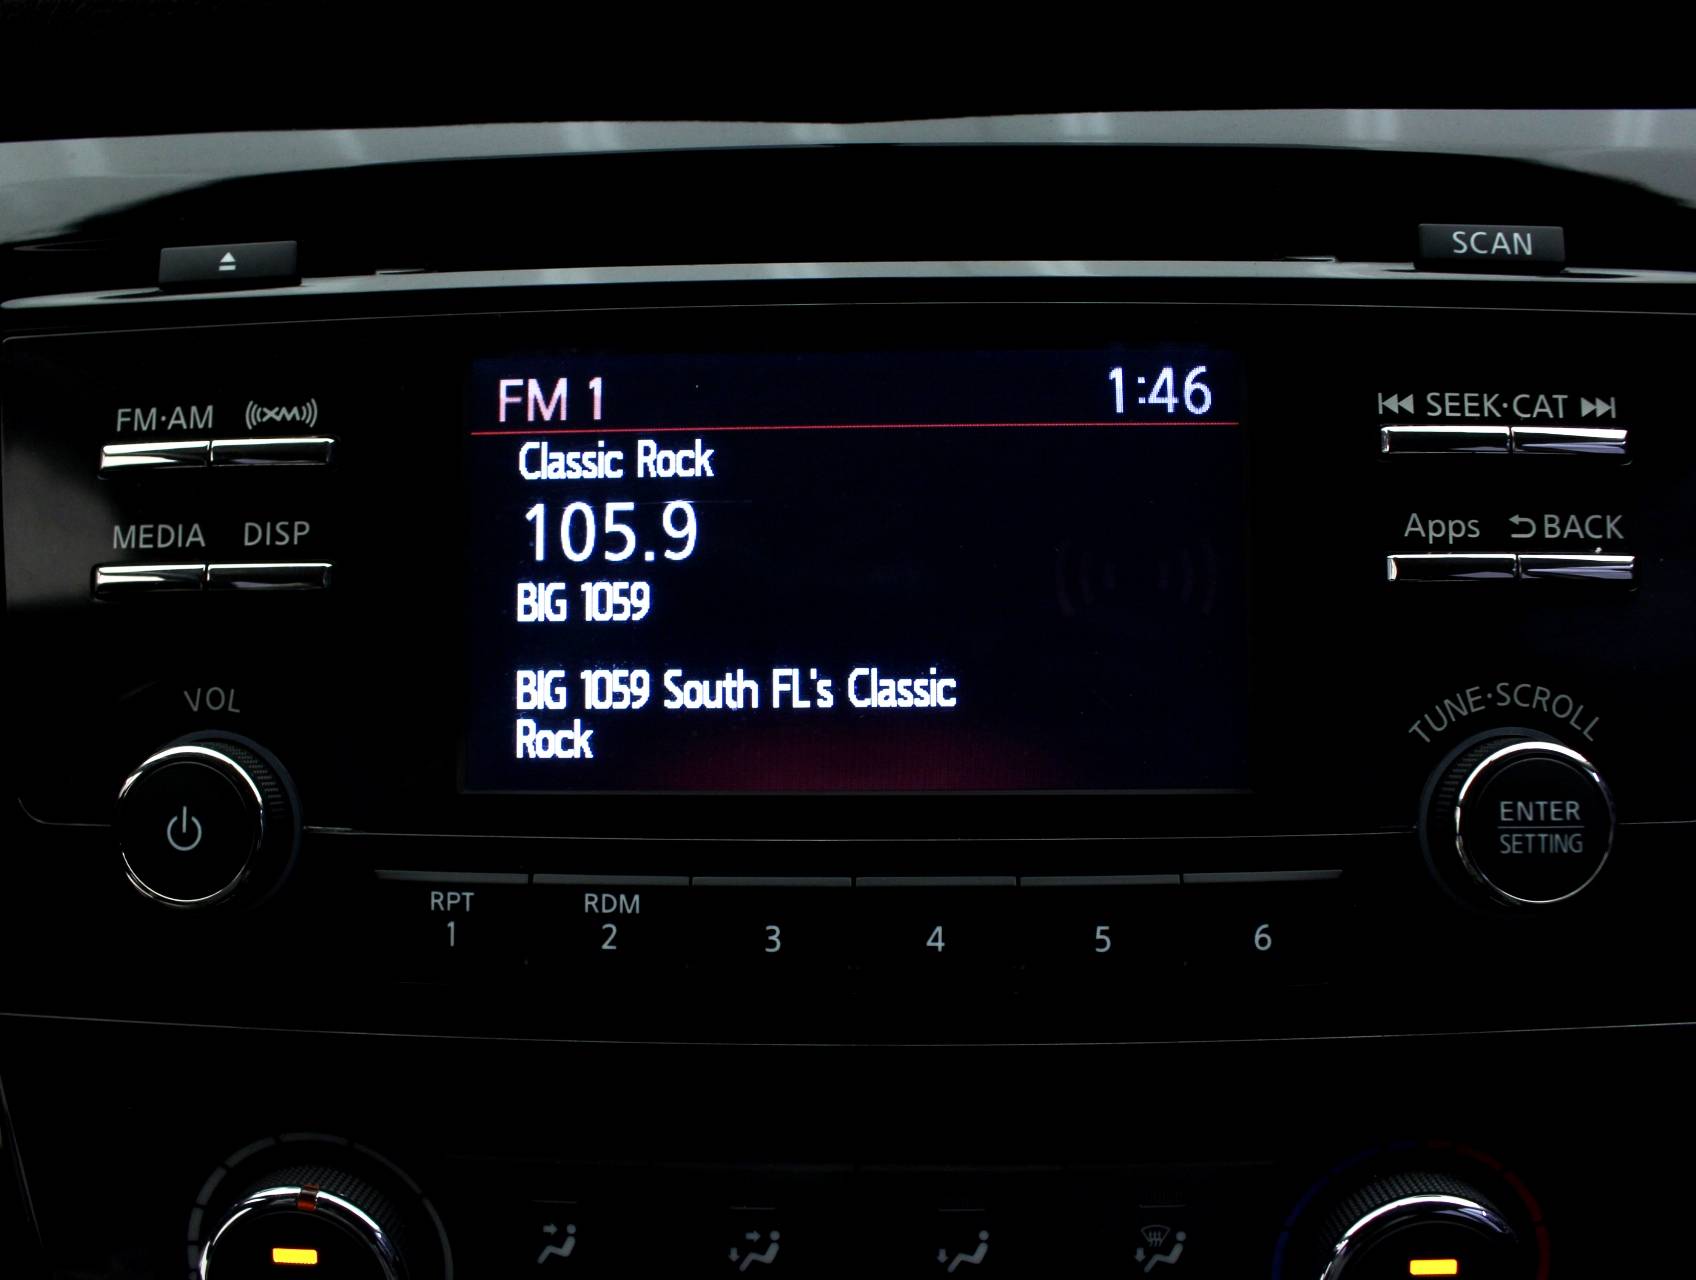 SCAN
FM·AM XM
SEEK·CAT
MEDIA DISP
Apps BACK
FM 1 1:46
Classic Rock
105.9
BIG 1059
BIG 1059 South FL's Classic
Rock
VOL
TUNE·SCROLL
ENTER
SETTING
RPT RDM
1 2 3 4 5 6